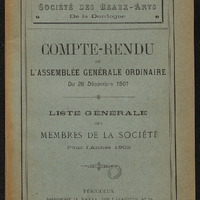 SOCIÉTÉ DES BEAUX-ARTS
De la Dordogne
COMPTE-RENDU
DE
L'ASSEMBLÉE GÉNÉRALE ORDINAIRE
Du 26 Décembre 1901
LISTE GÉNÉRALE
DES
MEMBRES DE LA SOCIÉTÉ
Pour l'Année 1902
PÉRIGUEUX